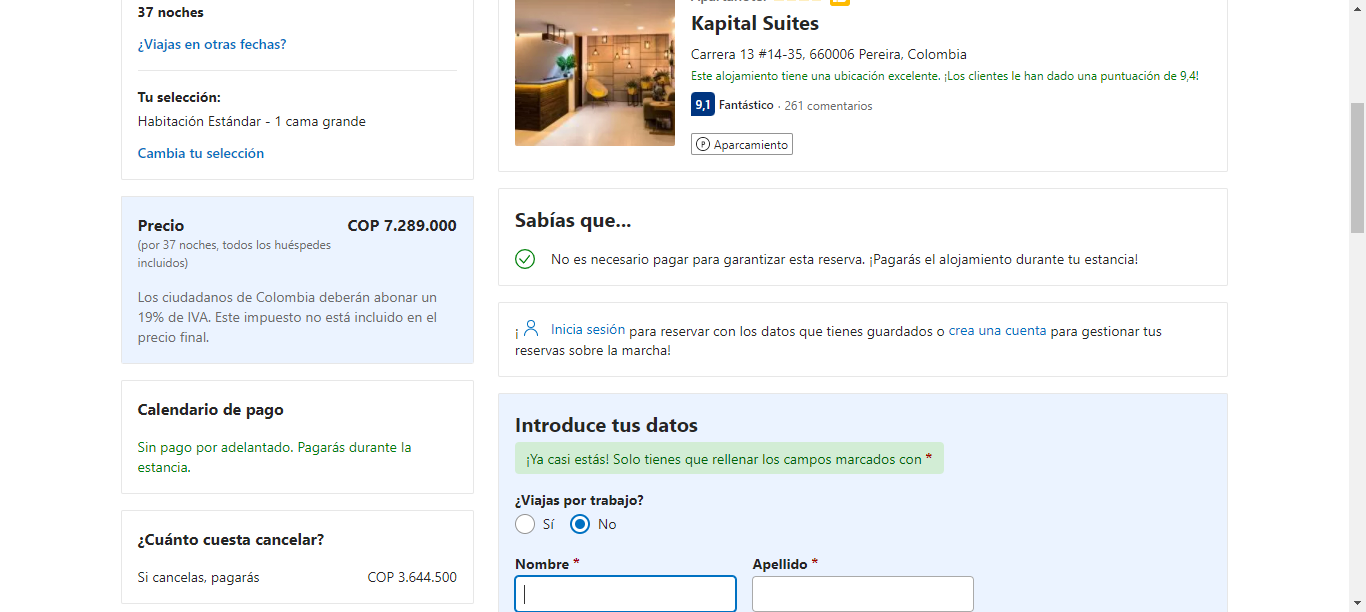 37 noches
¿Viajas en otras fechas?
Tu selección:
Habitación Estándar - 1 cama grande
Cambia tu selección
Precio COP 7.289.000
(por 37 noches, todos los huéspedes
incluidos)
Los ciudadanos de Colombia deberán abonar un
19% de IVA. Este impuesto no está incluido en el
precio final.
Calendario de pago
Sin pago por adelantado. Pagarás durante la
estancia.
¿Cuánto cuesta cancelar?
Si cancelas, pagarás COP 3.644.500
Kapital Suites
Carrera 13 #14-35, 660006 Pereira, Colombia
Este alojamiento tiene una ubicación excelente. ¡Los clientes le han dado una puntuación de 9,4!
9,1 Fantástico · 261 comentarios
P Aparcamiento
Sabías que...
No es necesario pagar para garantizar esta reserva. ¡Pagarás el alojamiento durante tu estancia!
¡ Inicia sesión para reservar con los datos que tienes guardados o crea una cuenta para gestionar tus
reservas sobre la marcha!
Introduce tus datos
¡Ya casi estás! Solo tienes que rellenar los campos marcados con *
¿Viajas por trabajo?
Sí No
Nombre * Apellido *